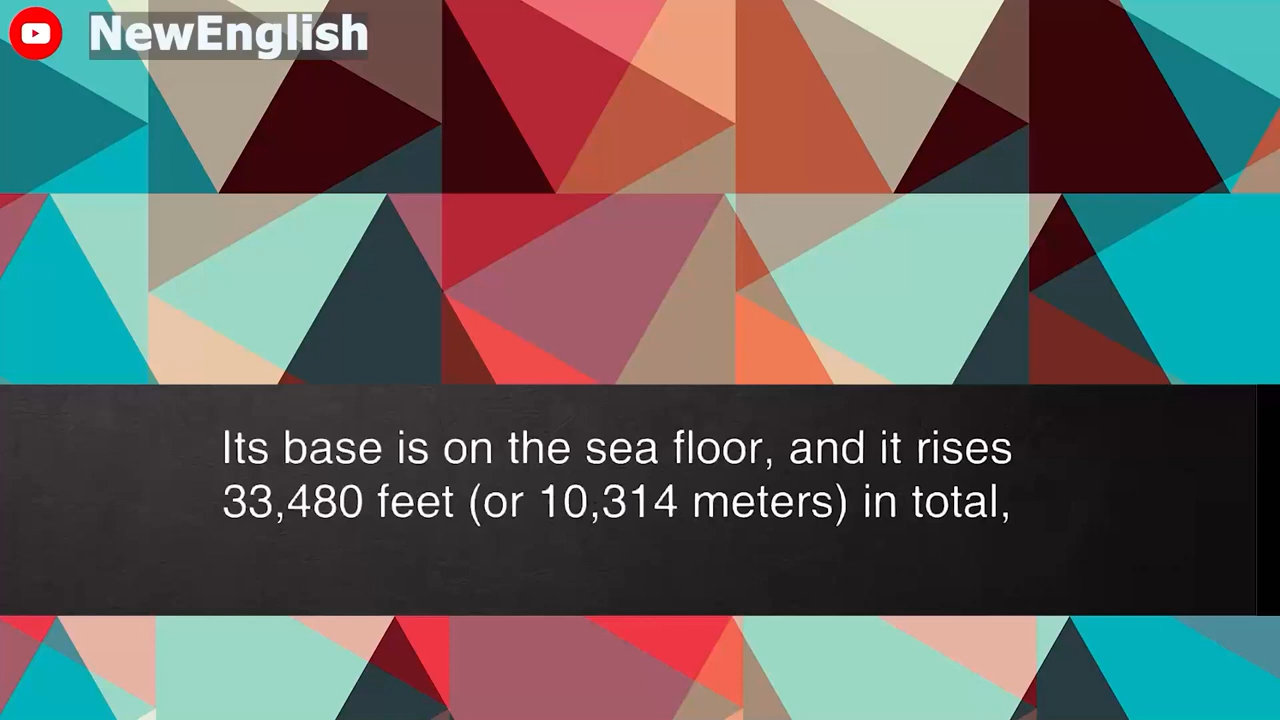 NewEnglish
Its base is on the sea floor, and it rises
33,480 feet (or 10,314 meters) in total,